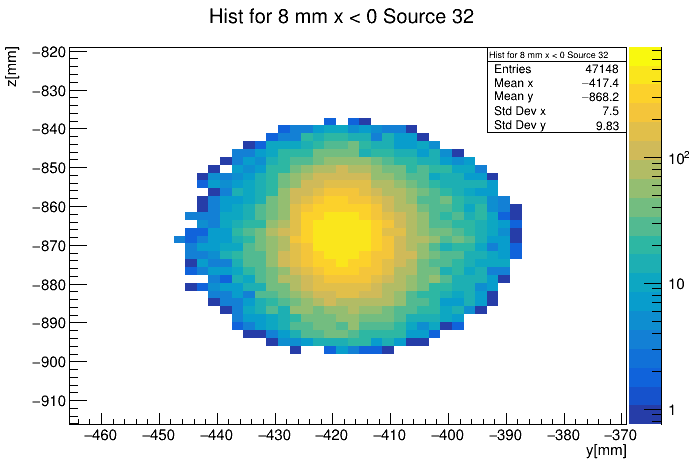 Hist for 8 mm x < 0 Source 32
z[mm]
Hist for 8 mm x < 0 Source 32
Entries 47148
Mean x −417.4
Mean y −868.2
Std Dev x 7.5
Std Dev y 9.83
−820
−830
−840
−850
−860
−870
−880
−890
−900
−910
10²
10
1
−460 −450 −440 −430 −420 −410 −400 −390 −380 −370
y[mm]